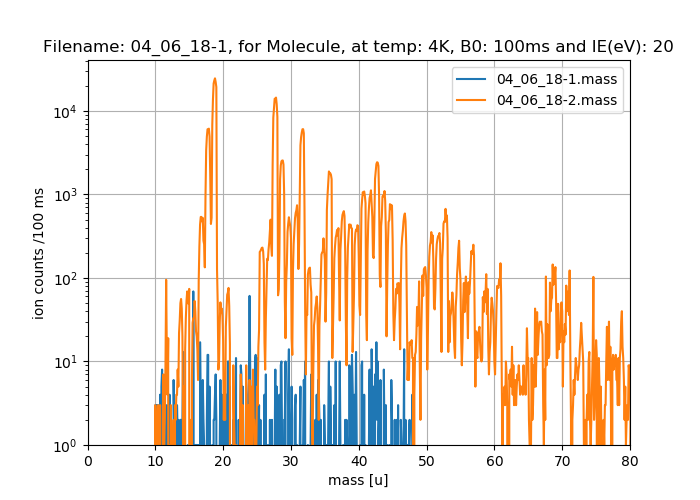 Filename: 04_06_18-1, for Molecule, at temp: 4K, B0: 100ms and IE(eV): 20
04_06_18-1.mass
04_06_18-2.mass
10⁴
10³
10²
10¹
10⁰
ion counts /100 ms
0 10 20 30 40 50 60 70 80
mass [u]